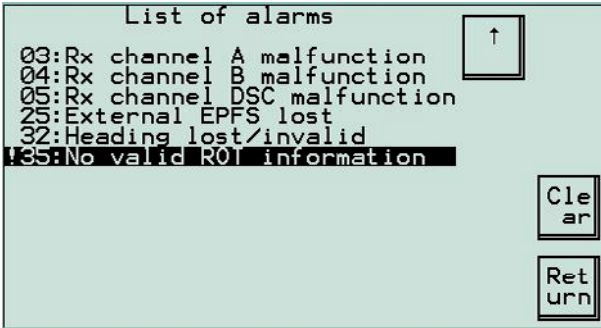 List of alarms
↑
03:Rx channel A malfunction
04:Rx channel B malfunction
05:Rx channel DSC malfunction
25:External EPFS lost
32:Heading lost/invalid
!35:No valid ROT information
Cle
ar
Ret
urn